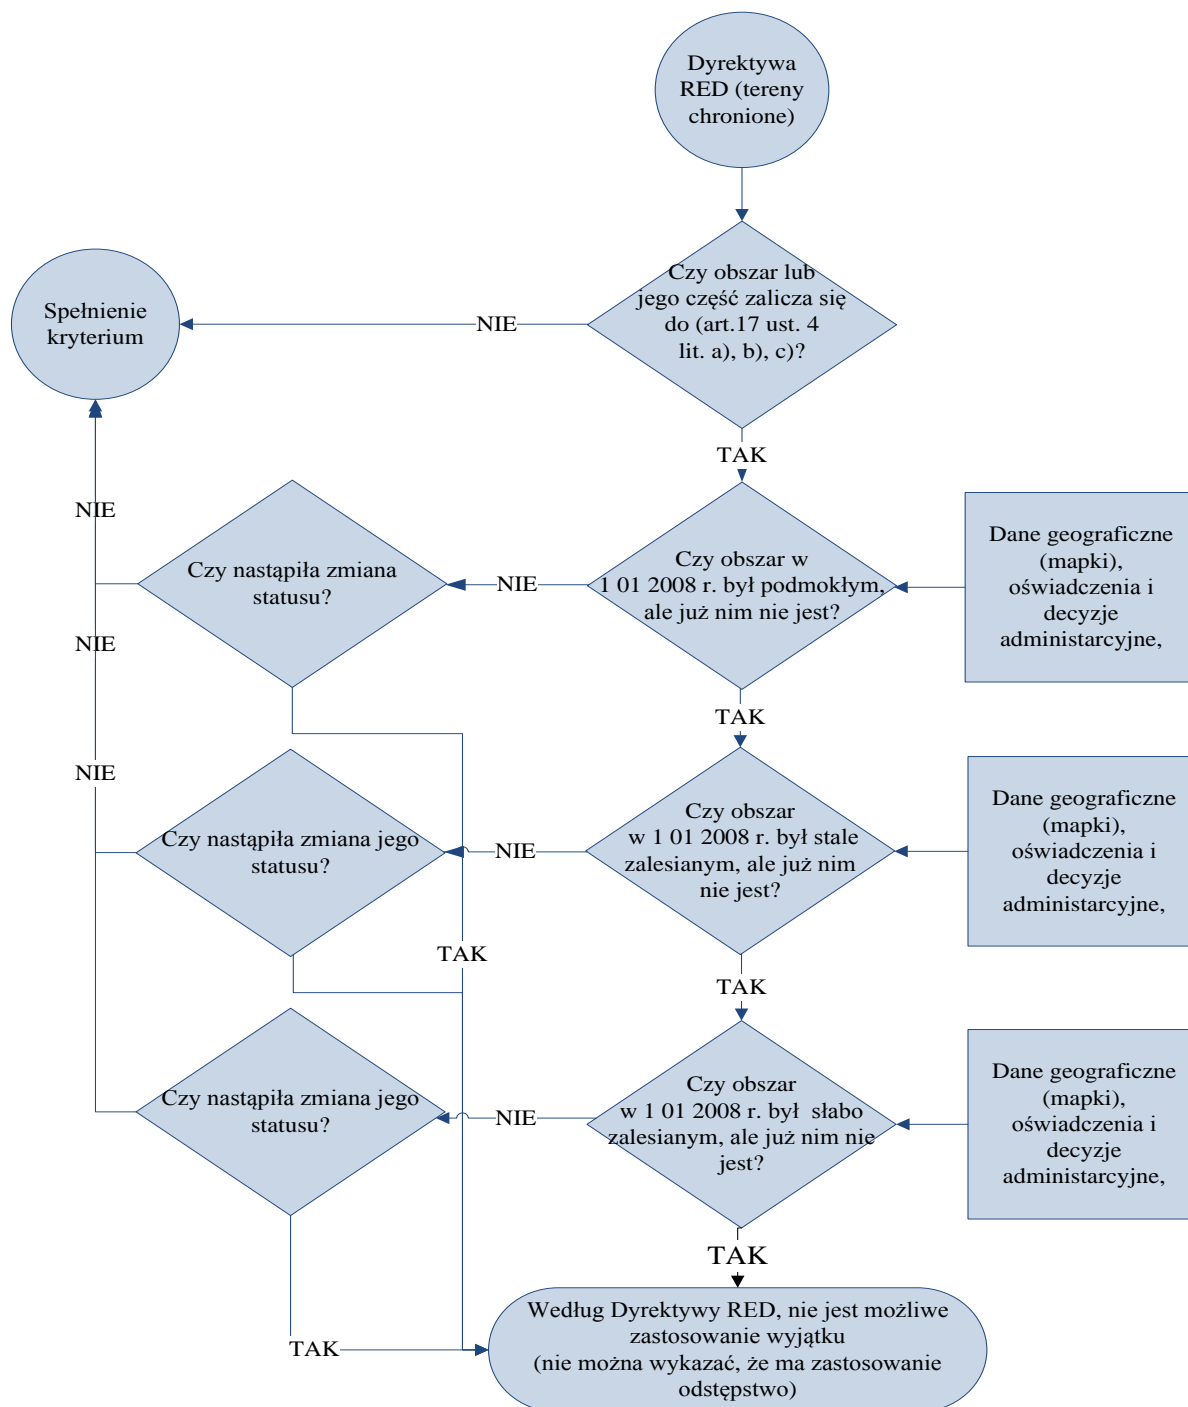 Dyrektywa
RED (tereny
chronione)
Czy obszar lub
jego część zalicza się
do (art.17 ust. 4
lit. a), b), c)?
NIE
Spełnienie
kryterium
TAK
Czy obszar w
1 01 2008 r. był podmokłym,
ale już nim nie jest?
Dane geograficzne
(mapki),
oświadczenia i
decyzje
administarcyjne,
NIE
Czy nastąpiła zmiana
statusu?
NIE
NIE
NIE
TAK
Czy obszar
w 1 01 2008 r. był stale
zalesianym, ale już nim
nie jest?
Dane geograficzne
(mapki),
oświadczenia i
decyzje
administarcyjne,
NIE
Czy nastąpiła zmiana jego
statusu?
TAK
TAK
Czy obszar
w 1 01 2008 r. był  słabo
zalesianym, ale już nim nie
jest?
Dane geograficzne
(mapki),
oświadczenia i
decyzje
administarcyjne,
NIE
Czy nastąpiła zmiana jego
statusu?
TAK
TAK
Według Dyrektywy RED, nie jest możliwe
zastosowanie wyjątku
(nie można wykazać, że ma zastosowanie
odstępstwo)